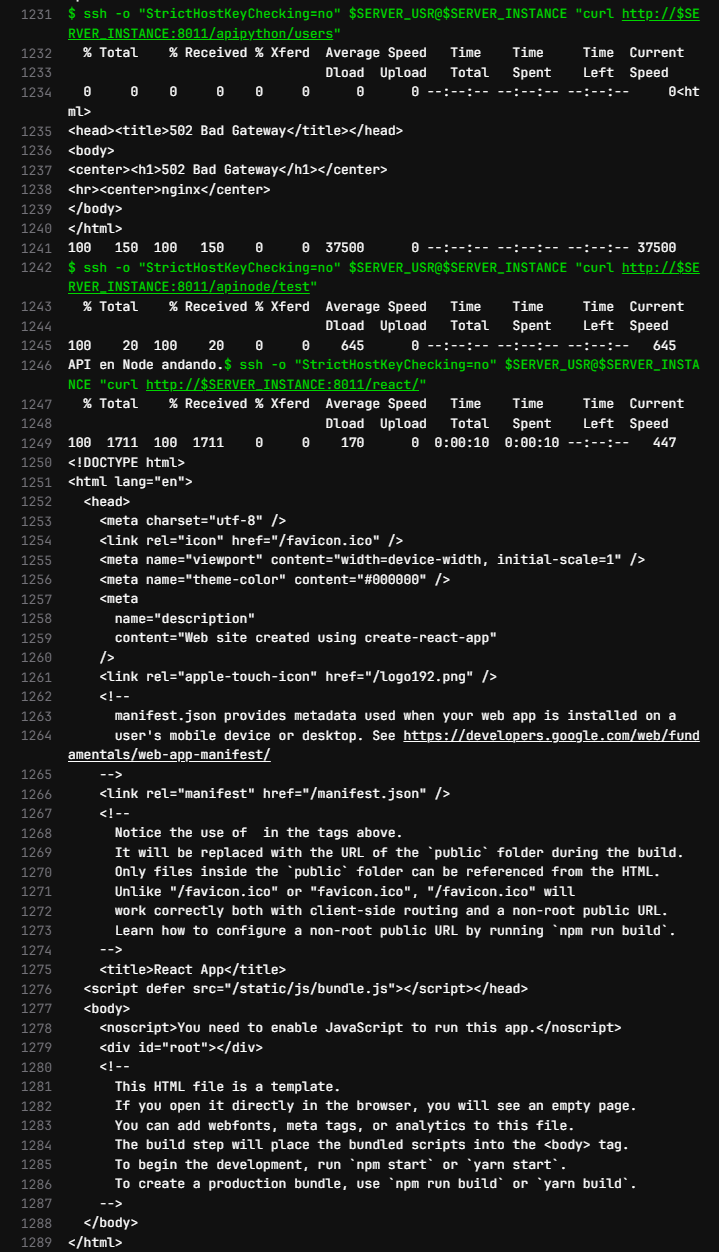 1231 $ ssh -o "StrictHostKeyChecking=no" $SERVER_USR@$SERVER_INSTANCE "curl http://$SE
RVER_INSTANCE:8011/apipython/users"
1232   % Total    % Received % Xferd  Average Speed   Time    Time     Time  Current
1233                                  Dload  Upload   Total   Spent    Left  Speed
1234   0     0    0     0    0     0      0      0 --:--:-- --:--:-- --:--:--     0<ht
ml>
1235 <head><title>502 Bad Gateway</title></head>
1236 <body>
1237 <center><h1>502 Bad Gateway</h1></center>
1238 <hr><center>nginx</center>
1239 </body>
1240 </html>
1241 100   150  100   150    0     0  37500      0 --:--:-- --:--:-- --:--:-- 37500
1242 $ ssh -o "StrictHostKeyChecking=no" $SERVER_USR@$SERVER_INSTANCE "curl http://$SE
RVER_INSTANCE:8011/apinode/test"
1243   % Total    % Received % Xferd  Average Speed   Time    Time     Time  Current
1244                                  Dload  Upload   Total   Spent    Left  Speed
1245 100    20  100    20    0     0    645      0 --:--:-- --:--:-- --:--:--   645
1246 API en Node andando.$ ssh -o "StrictHostKeyChecking=no" $SERVER_USR@$SERVER_INSTA
NCE "curl http://$SERVER_INSTANCE:8011/react/"
1247   % Total    % Received % Xferd  Average Speed   Time    Time     Time  Current
1248                                  Dload  Upload   Total   Spent    Left  Speed
1249 100  1711  100  1711    0     0    170      0  0:00:10  0:00:10 --:--:--   447
1250 <!DOCTYPE html>
1251 <html lang="en">
1252   <head>
1253     <meta charset="utf-8" />
1254     <link rel="icon" href="/favicon.ico" />
1255     <meta name="viewport" content="width=device-width, initial-scale=1" />
1256     <meta name="theme-color" content="#000000" />
1257     <meta
1258       name="description"
1259       content="Web site created using create-react-app"
1260     />
1261     <link rel="apple-touch-icon" href="/logo192.png" />
1262     <!--
1263       manifest.json provides metadata used when your web app is installed on a
1264       user's mobile device or desktop. See https://developers.google.com/web/fund
amentals/web-app-manifest/
1265     -->
1266     <link rel="manifest" href="/manifest.json" />
1267     <!--
1268       Notice the use of  in the tags above.
1269       It will be replaced with the URL of the `public` folder during the build.
1270       Only files inside the `public` folder can be referenced from the HTML.
1271       Unlike "/favicon.ico" or "favicon.ico", "/favicon.ico" will
1272       work correctly both with client-side routing and a non-root public URL.
1273       Learn how to configure a non-root public URL by running `npm run build`.
1274     -->
1275     <title>React App</title>
1276   <script defer src="/static/js/bundle.js"></script></head>
1277   <body>
1278     <noscript>You need to enable JavaScript to run this app.</noscript>
1279     <div id="root"></div>
1280     <!--
1281       This HTML file is a template.
1282       If you open it directly in the browser, you will see an empty page.
1283       You can add webfonts, meta tags, or analytics to this file.
1284       The build step will place the bundled scripts into the <body> tag.
1285       To begin the development, run `npm start` or `yarn start`.
1286       To create a production bundle, use `npm run build` or `yarn build`.
1287     -->
1288   </body>
1289 </html>